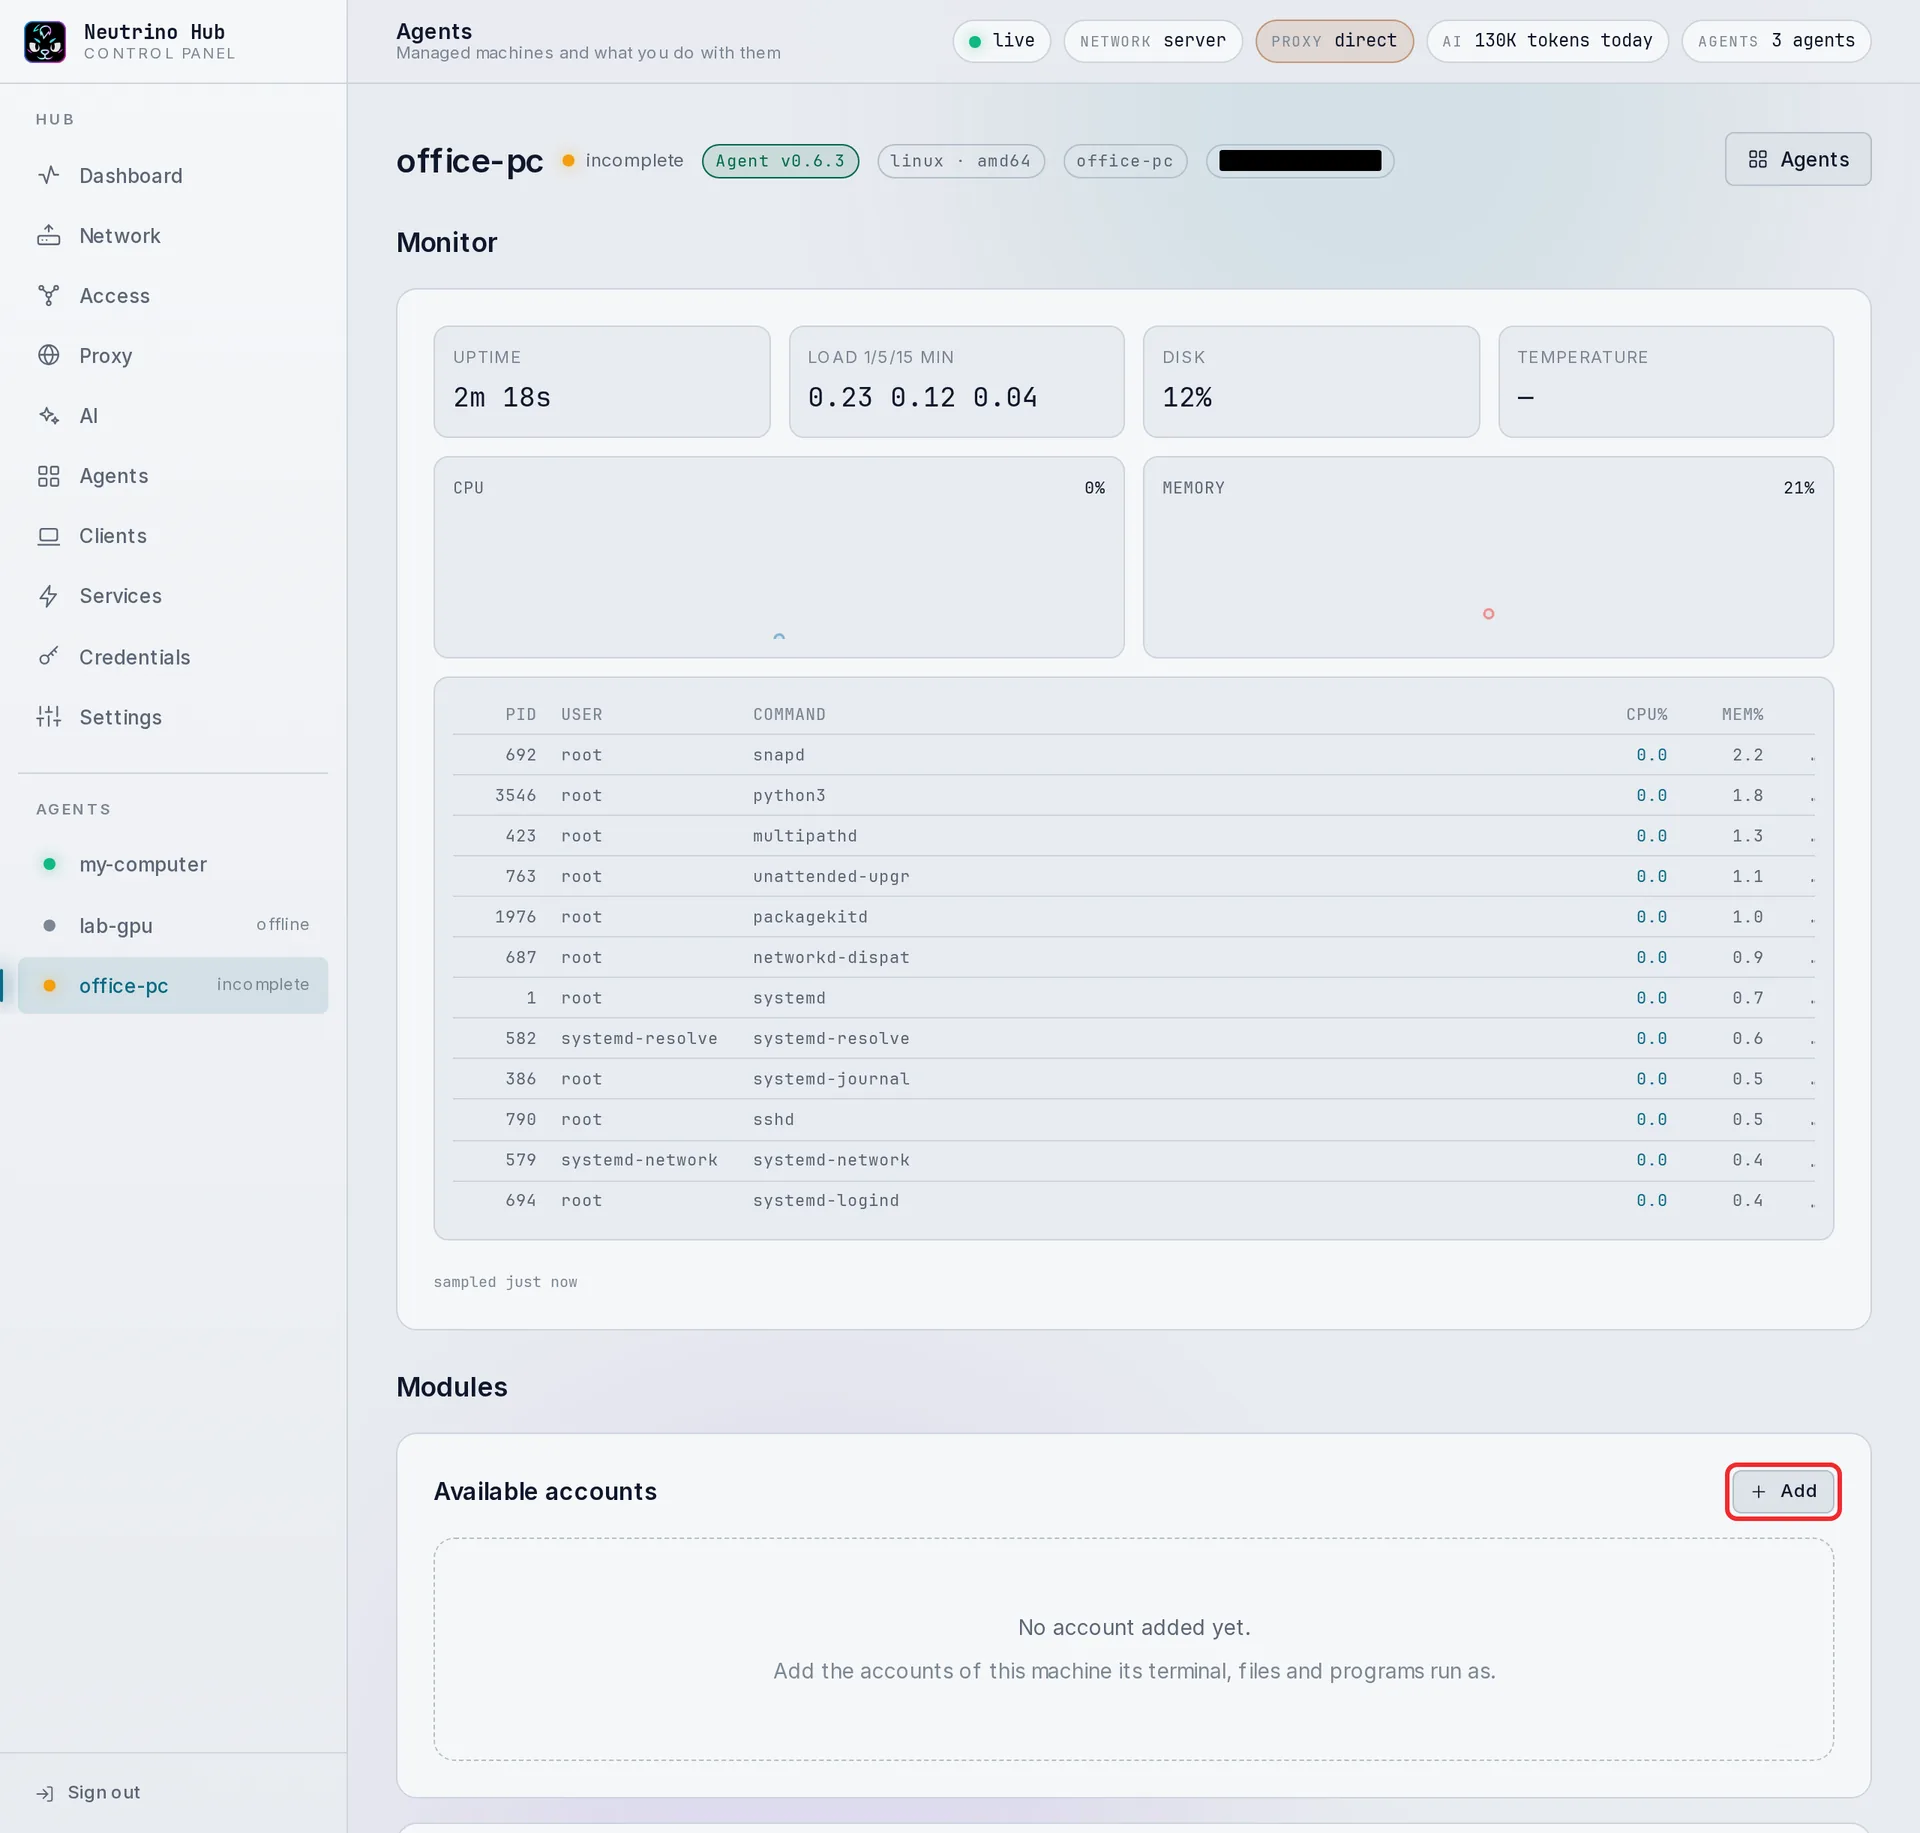 Neutrino Hub
CONTROL PANEL
Agents
Managed machines and what you do with them
live
NETWORK server
PROXY direct
AI 130K tokens today
AGENTS 3 agents
HUB
Dashboard
Network
Access
Proxy
AI
Agents
Clients
Services
Credentials
Settings
AGENTS
my-computer
lab-gpu offline
office-pc incomplete
Sign out
office-pc incomplete Agent v0.6.3 linux · amd64 office-pc
Agents
Monitor
UPTIME
2m 18s
LOAD 1/5/15 MIN
0.23 0.12 0.04
DISK
12%
TEMPERATURE
—
CPU 0%
MEMORY 21%
PID USER COMMAND CPU% MEM%
692 root snapd 0.0 2.2
3546 root python3 0.0 1.8
423 root multipathd 0.0 1.3
763 root unattended-upgr 0.0 1.1
1976 root packagekitd 0.0 1.0
687 root networkd-dispat 0.0 0.9
1 root systemd 0.0 0.7
582 systemd-resolve systemd-resolve 0.0 0.6
386 root systemd-journal 0.0 0.5
790 root sshd 0.0 0.5
579 systemd-network systemd-network 0.0 0.4
694 root systemd-logind 0.0 0.4
sampled just now
Modules
Available accounts
+ Add
No account added yet.
Add the accounts of this machine its terminal, files and programs run as.